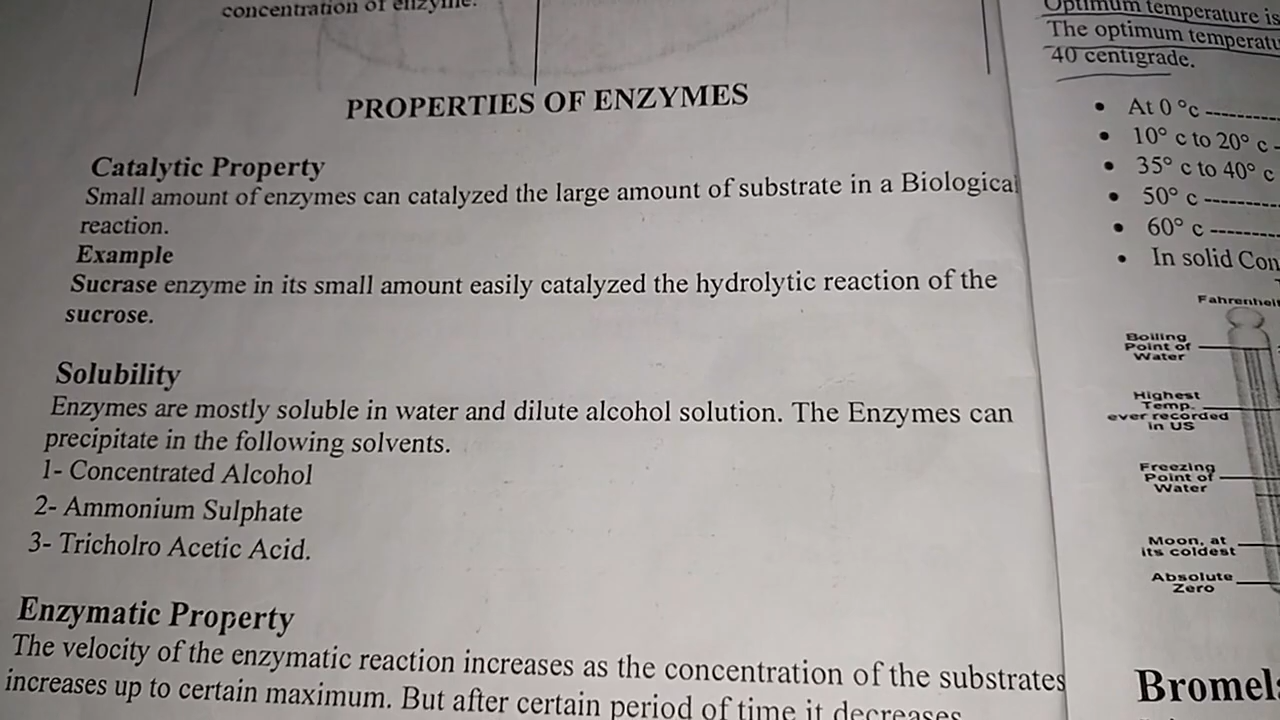 concentration of enzyme.
PROPERTIES OF ENZYMES
Catalytic Property
Small amount of enzymes can catalyzed the large amount of substrate in a Biological
reaction.
Example
Sucrase enzyme in its small amount easily catalyzed the hydrolytic reaction of the
sucrose.
Solubility
Enzymes are mostly soluble in water and dilute alcohol solution. The Enzymes can
precipitate in the following solvents.
1- Concentrated Alcohol
2- Ammonium Sulphate
3- Tricholro Acetic Acid.
Enzymatic Property
The velocity of the enzymatic reaction increases as the concentration of the substrates
increases up to certain maximum. But after certain period of time it decreases
Optimum temperature is
The optimum
40 centigrade.
• At 0 °c ----------
• 10° c to 20° c -
• 35° c to 40° c
• 50° c ----------
• 60° c ----------
• In solid
Fahrenheit
Boiling
Point of
Water
Highest
Temp.
ever recorded
in US
Freezing
Point of
Water
Moon, at
its coldest
Absolute
Zero